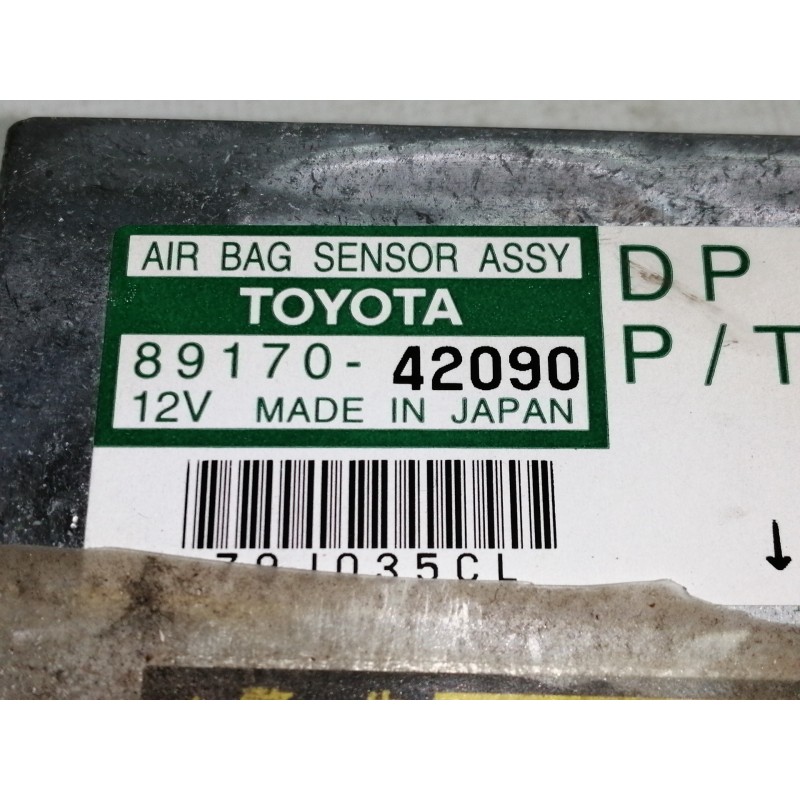 AIR BAG SENSOR ASSY
DP
TOYOTA
P/T
89170-42090
12V MADE IN JAPAN